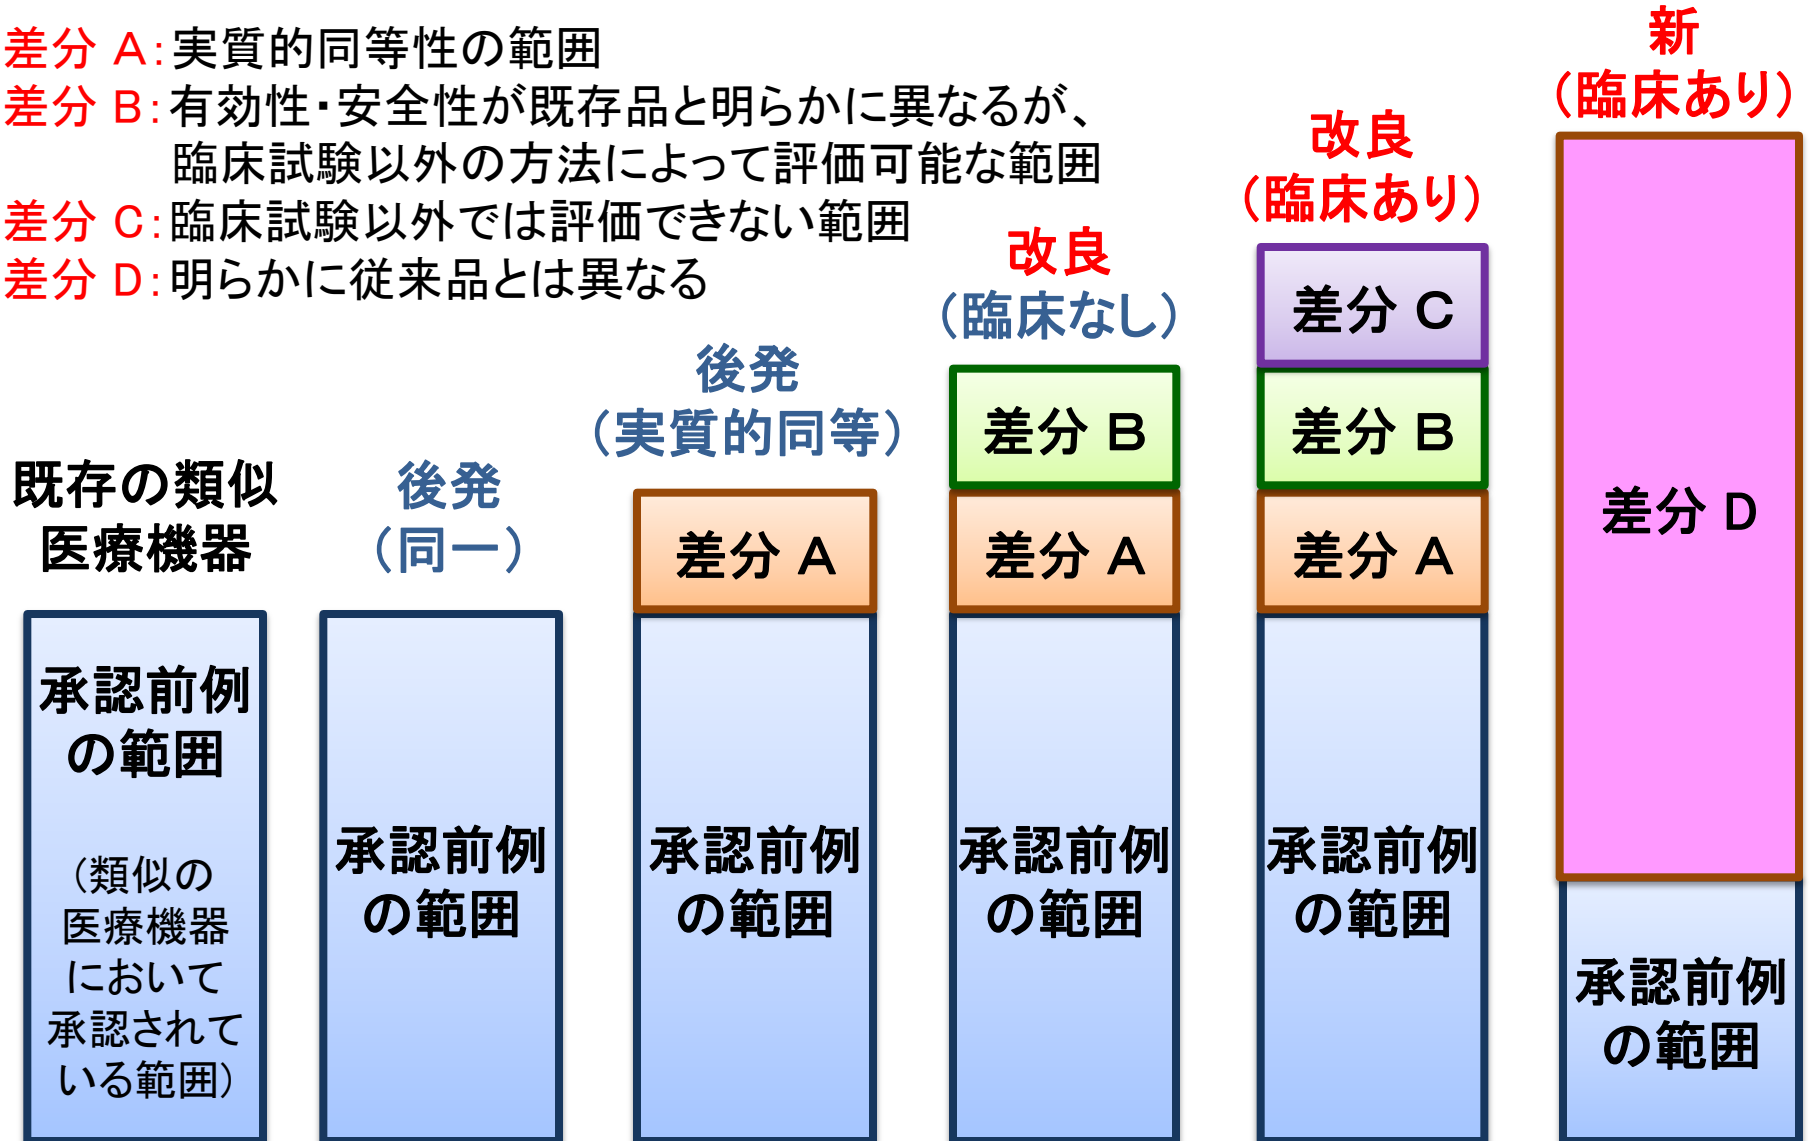 差分 A:実質的同等性の範囲
差分 B:有効性・安全性が既存品と明らかに異なるが、
臨床試験以外の方法によって評価可能な範囲
差分 C:臨床試験以外では評価できない範囲
差分 D:明らかに従来品とは異なる
既存の類似
医療機器
承認前例
の範囲
(類似の
医療機器
において
承認されて
いる範囲)
後発
(同一)
承認前例
の範囲
後発
(実質的同等)
差分 A
承認前例
の範囲
改良
(臨床なし)
差分 B
差分 A
承認前例
の範囲
改良
(臨床あり)
差分 C
差分 B
差分 A
承認前例
の範囲
新
(臨床あり)
差分 D
承認前例
の範囲